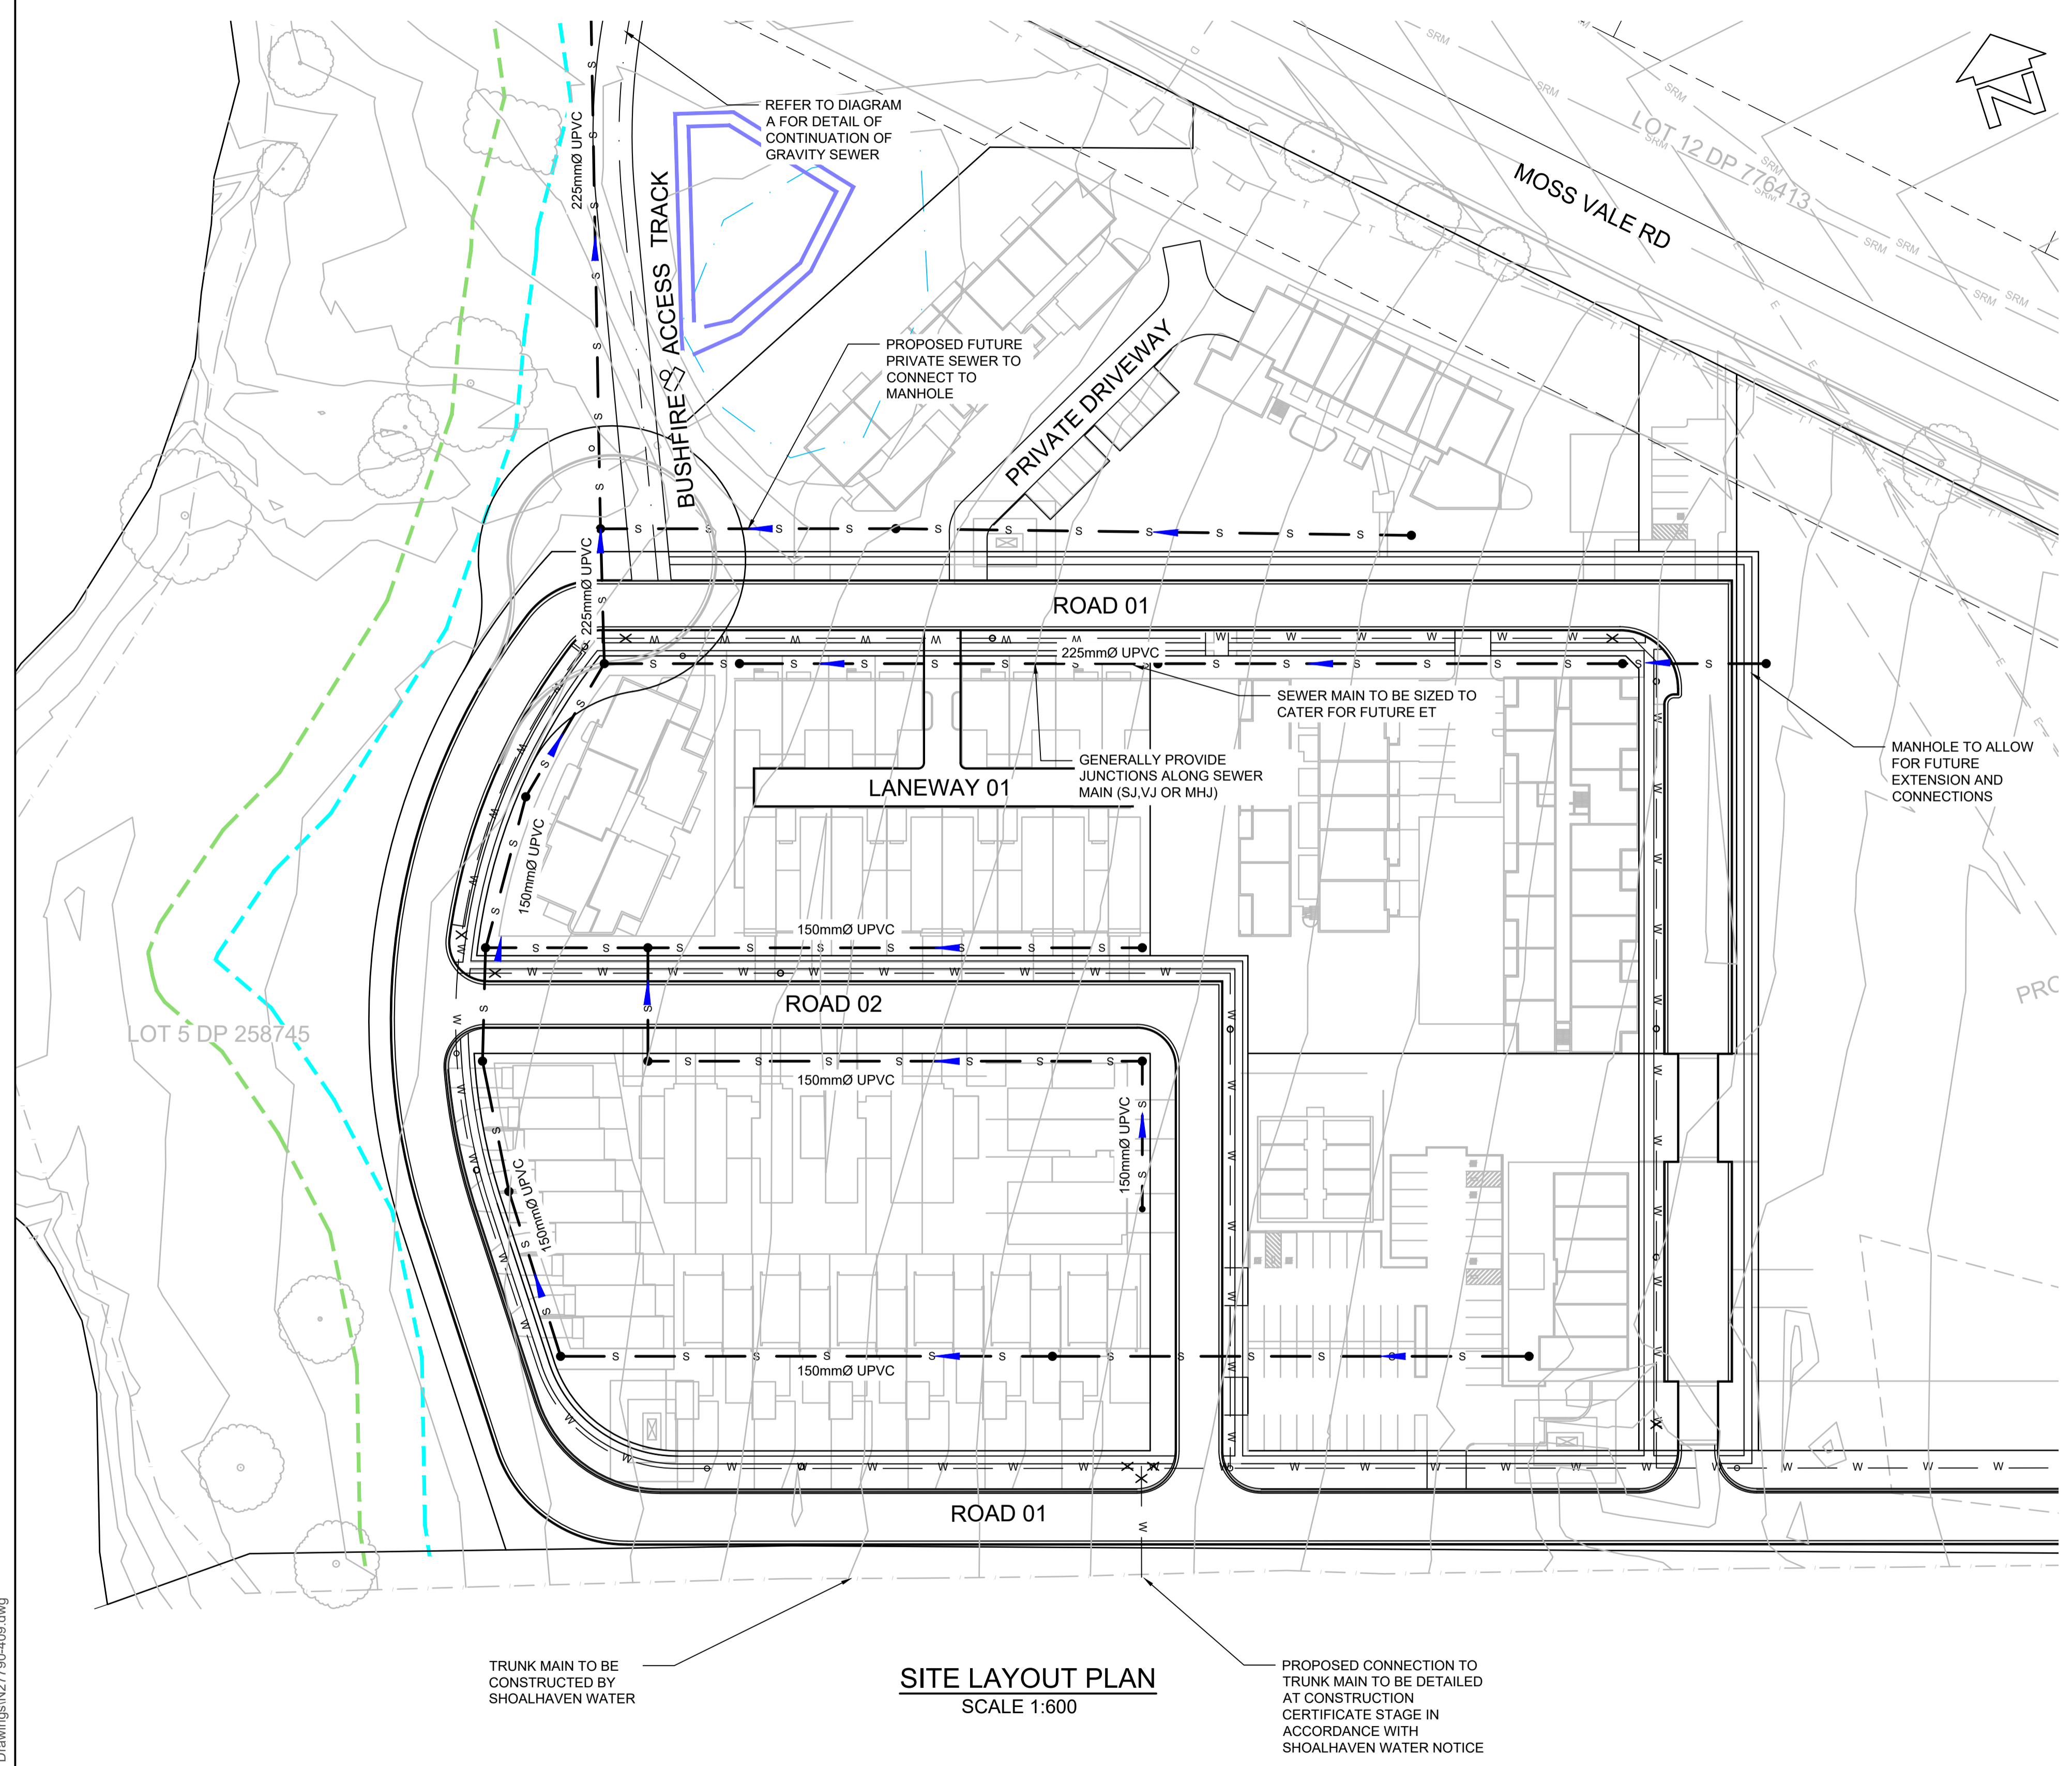 REFER TO DIAGRAM
A FOR DETAIL OF
CONTINUATION OF
GRAVITY SEWER
225mmØ UPVC
BUSHFIRE ACCESS TRACK
LOT 12 DP 776413
MOSS VALE RD
N
PROPOSED FUTURE
PRIVATE SEWER TO
CONNECT TO
MANHOLE
PRIVATE DRIVEWAY
225mmØ UPVC
ROAD 01
225mmØ UPVC
SEWER MAIN TO BE SIZED TO
CATER FOR FUTURE ET
GENERALLY PROVIDE
JUNCTIONS ALONG SEWER
MAIN (SJ,VJ OR MHJ)
MANHOLE TO ALLOW
FOR FUTURE
EXTENSION AND
CONNECTIONS
LANEWAY 01
150mmØ UPVC
150mmØ UPVC
ROAD 02
LOT 5 DP 258745
PRO
150mmØ UPVC
150mmØ UPVC
150mmØ UPVC
150mmØ UPVC
ROAD 01
TRUNK MAIN TO BE
CONSTRUCTED BY
SHOALHAVEN WATER
SITE LAYOUT PLAN
SCALE 1:600
PROPOSED CONNECTION TO
TRUNK MAIN TO BE DETAILED
AT CONSTRUCTION
CERTIFICATE STAGE IN
ACCORDANCE WITH
SHOALHAVEN WATER NOTICE